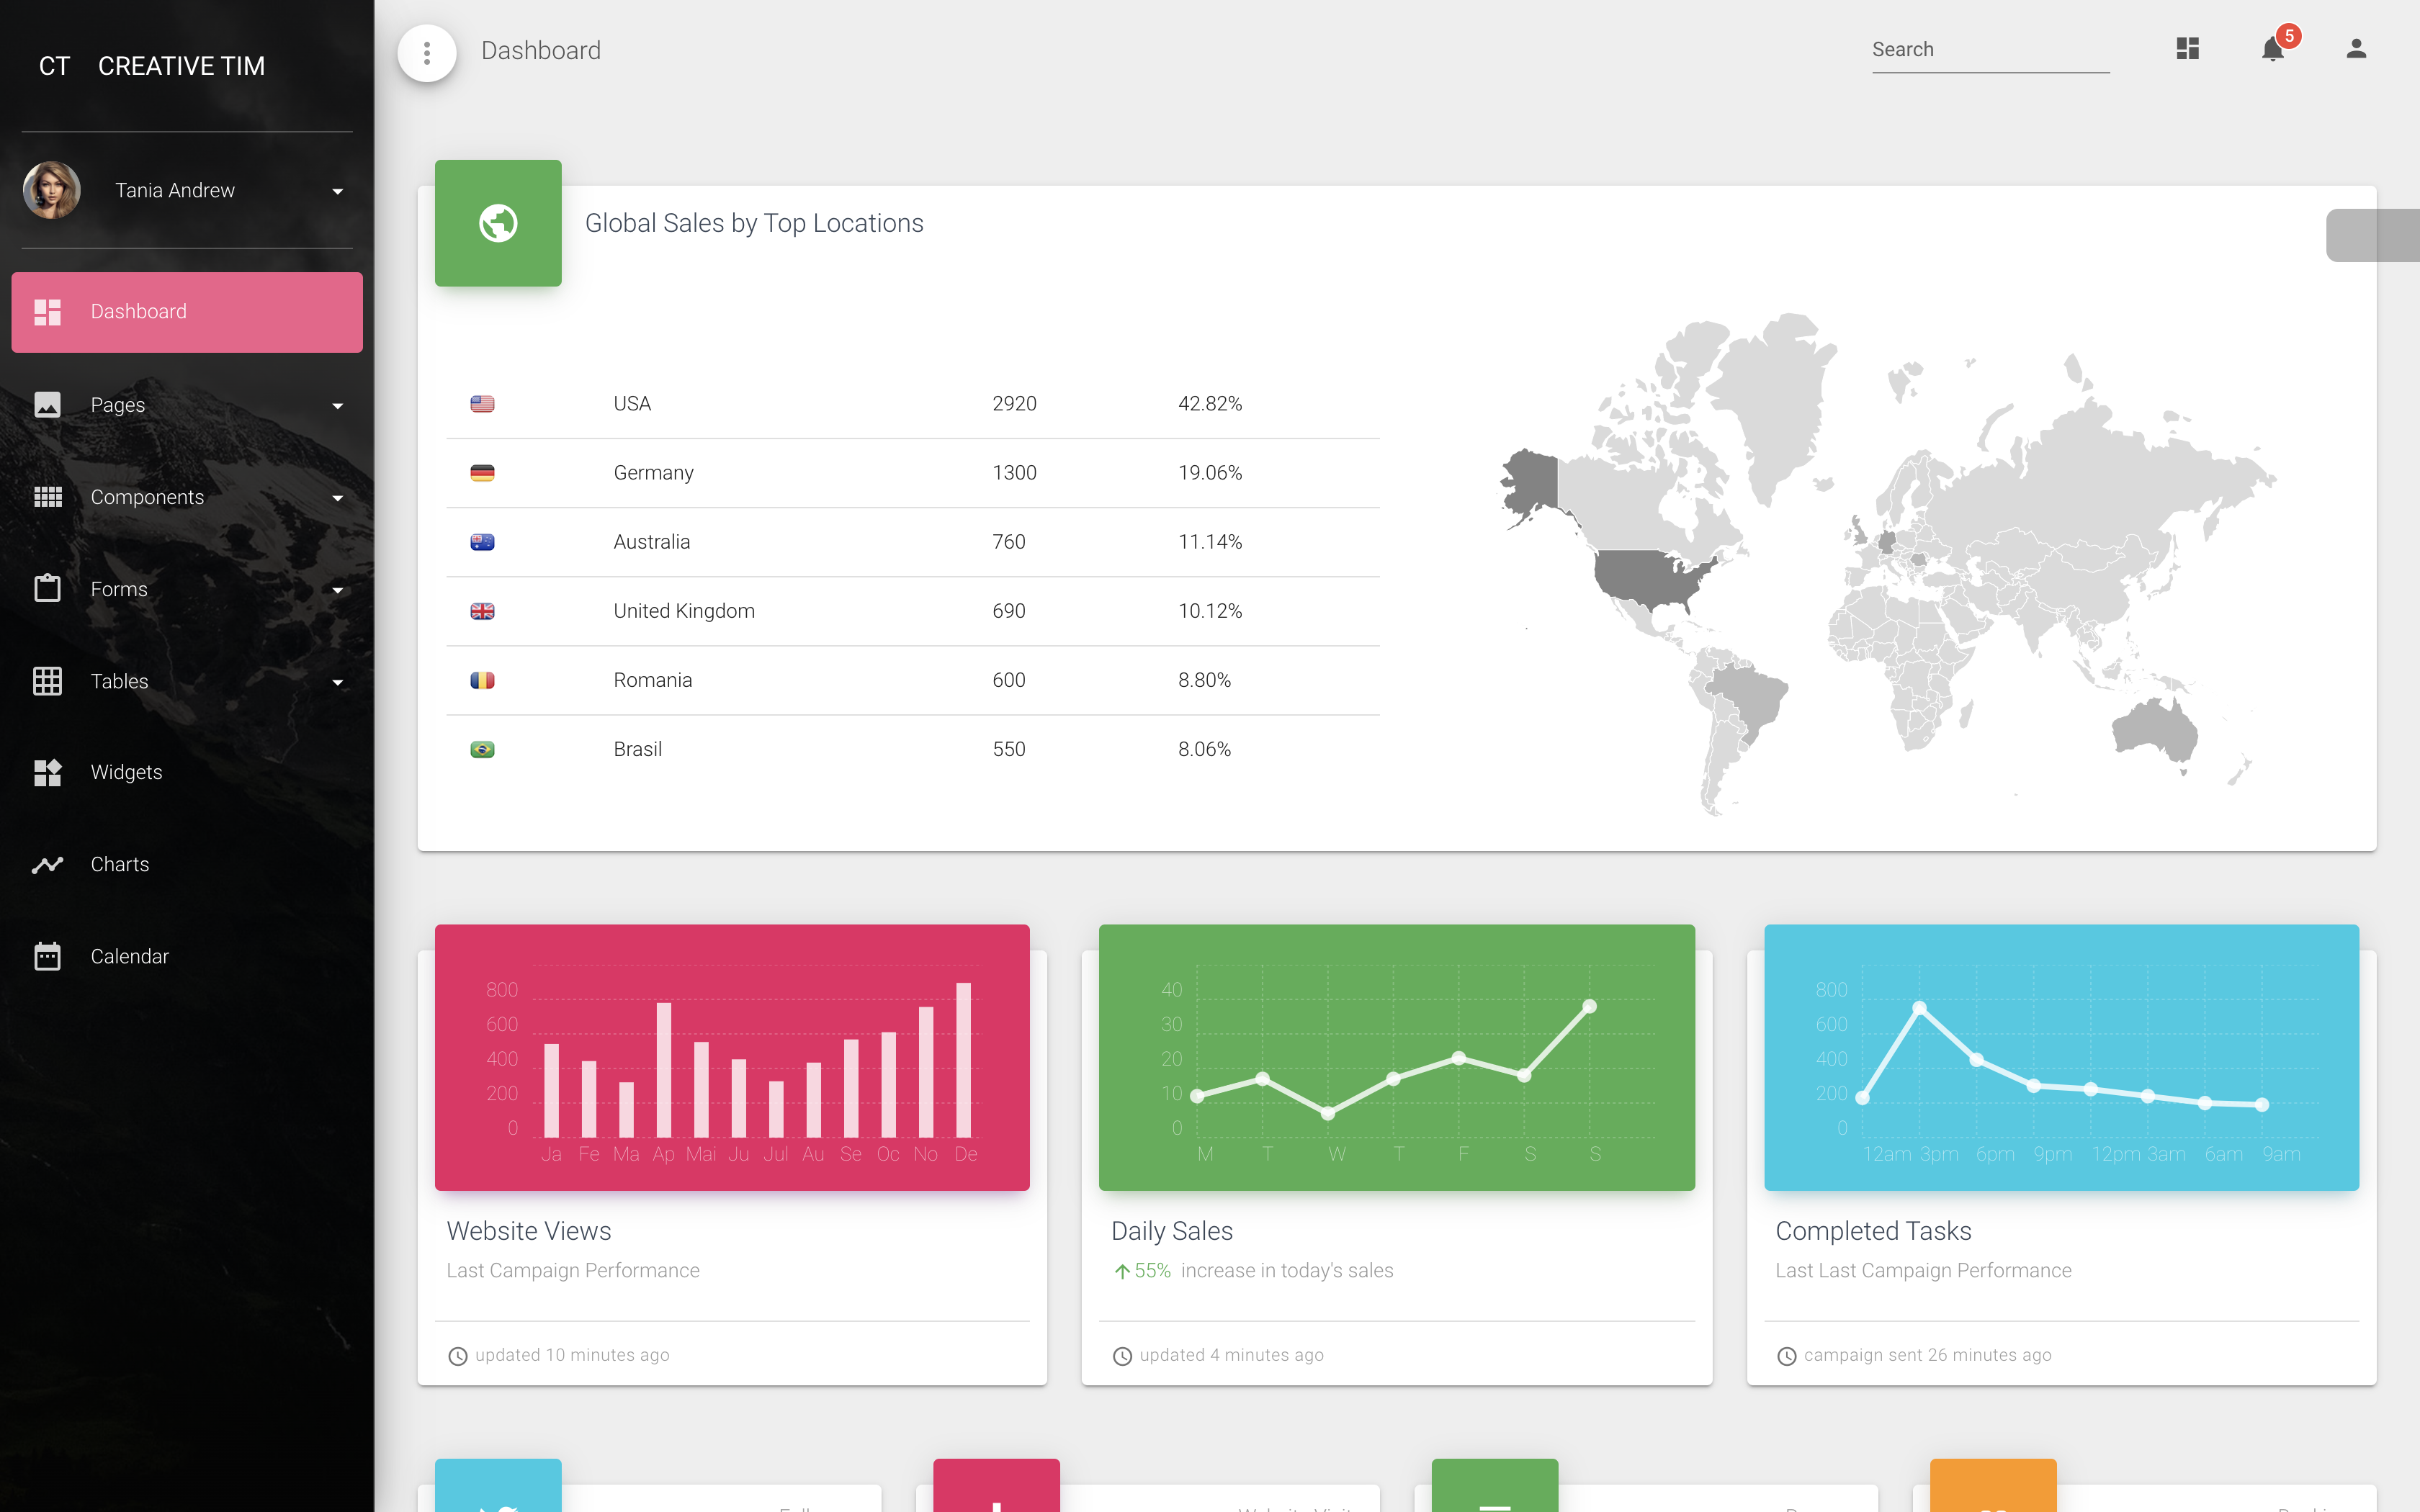 CT CREATIVE TIM
Tania Andrew
Dashboard
Pages
Components
Forms
Tables
Widgets
Charts
Calendar
Dashboard
Search
5
Global Sales by Top Locations
USA 2920 42.82%
Germany 1300 19.06%
Australia 760 11.14%
United Kingdom 690 10.12%
Romania 600 8.80%
Brasil 550 8.06%
800
600
400
200
0
Ja Fe Ma Ap Mai Ju Jul Au Se Oc No De
Website Views
Last Campaign Performance
updated 10 minutes ago
40
30
20
10
0
M T W T F S S
Daily Sales
55% increase in today's sales
updated 4 minutes ago
800
600
400
200
0
12am 3pm 6pm 9pm 12pm 3am 6am 9am
Completed Tasks
Last Last Campaign Performance
campaign sent 26 minutes ago